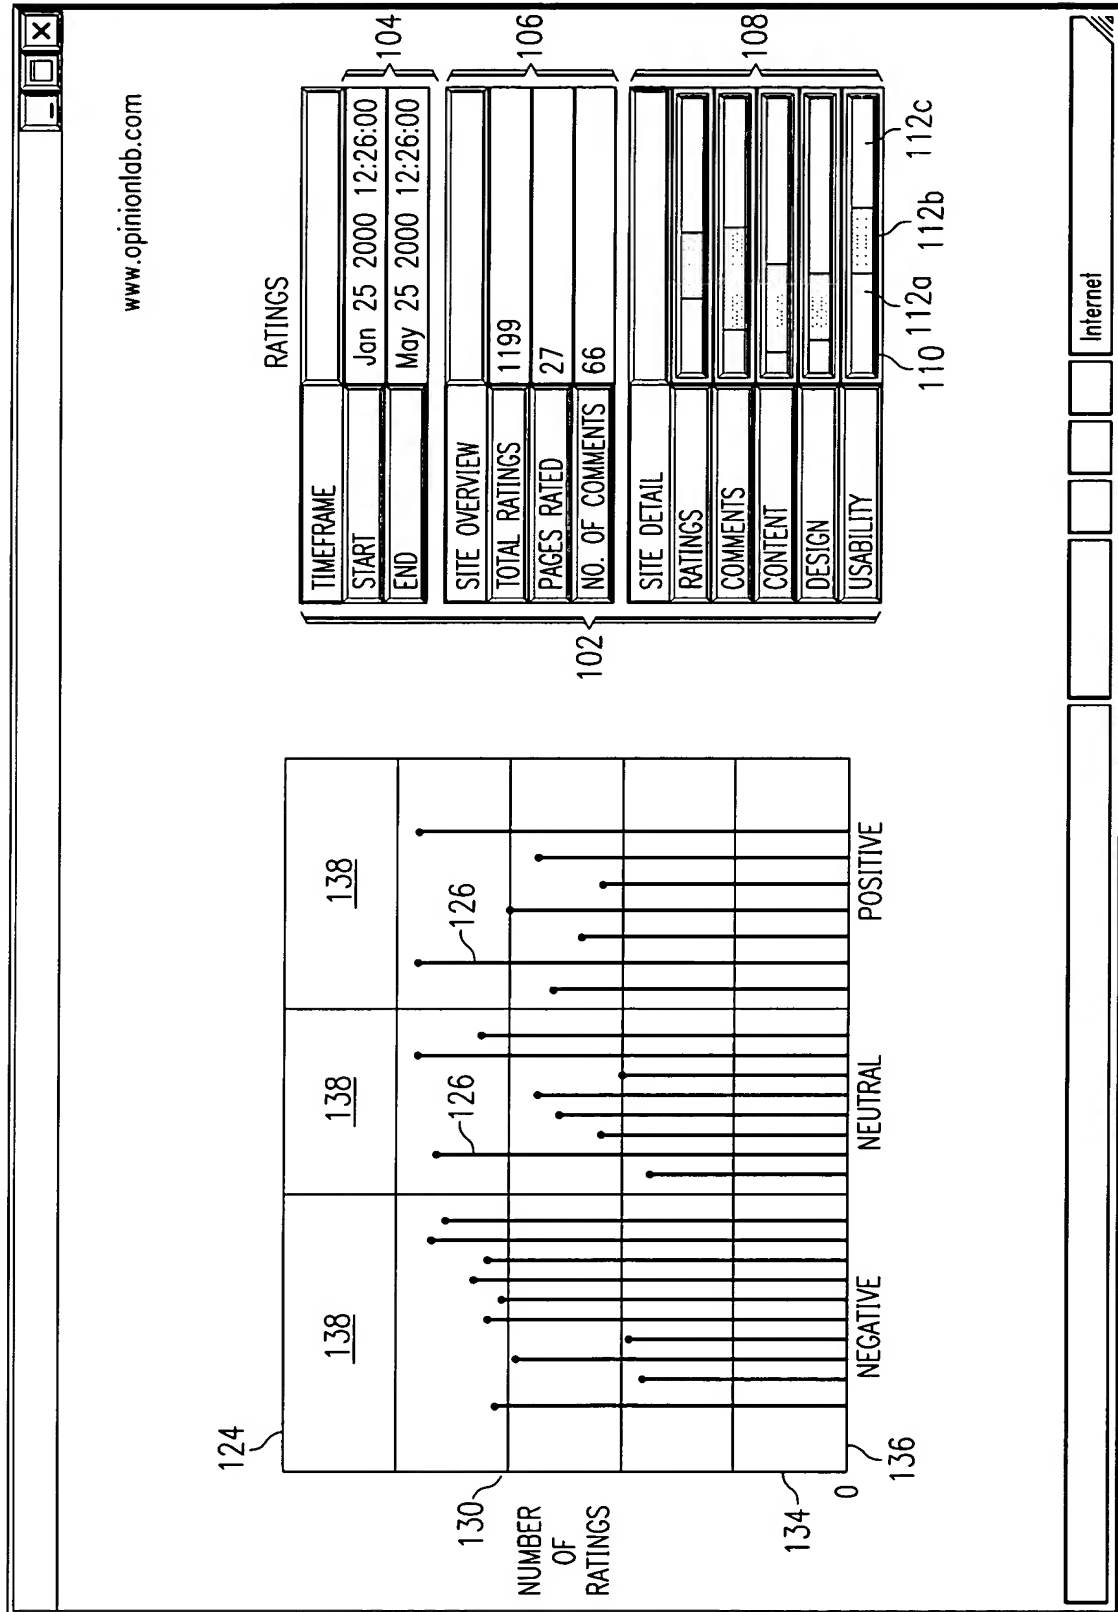 www.opinionlab.com
124
138
138
138
126
126
130
NUMBER
OF
RATINGS
134
0
136
NEGATIVE
NEUTRAL
POSITIVE
RATINGS
TIMEFRAME
START Jan 25 2000 12:26:00
END May 25 2000 12:26:00
104
SITE OVERVIEW
TOTAL RATINGS 1199
PAGES RATED 27
NO. OF COMMENTS 66
106
102
SITE DETAIL
RATINGS
COMMENTS
CONTENT
DESIGN
USABILITY
108
110
112a
112b
112c
Internet